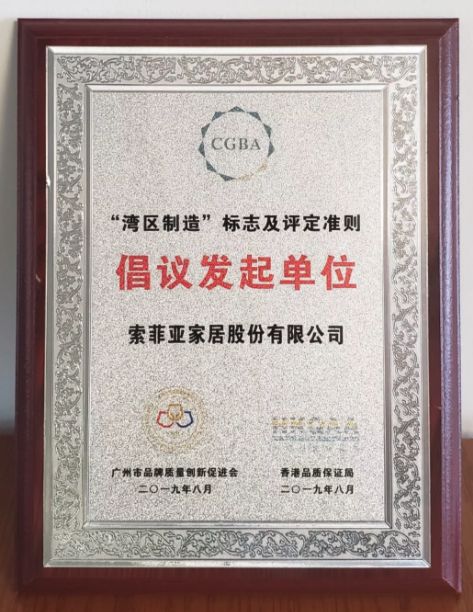 CGBA
“湾区制造”标志及评定准则
倡议发起单位
索菲亚家居股份有限公司
HKQAA
广州市品牌质量创新促进会
二〇一九年八月
香港品质保证局
二〇一九年八月